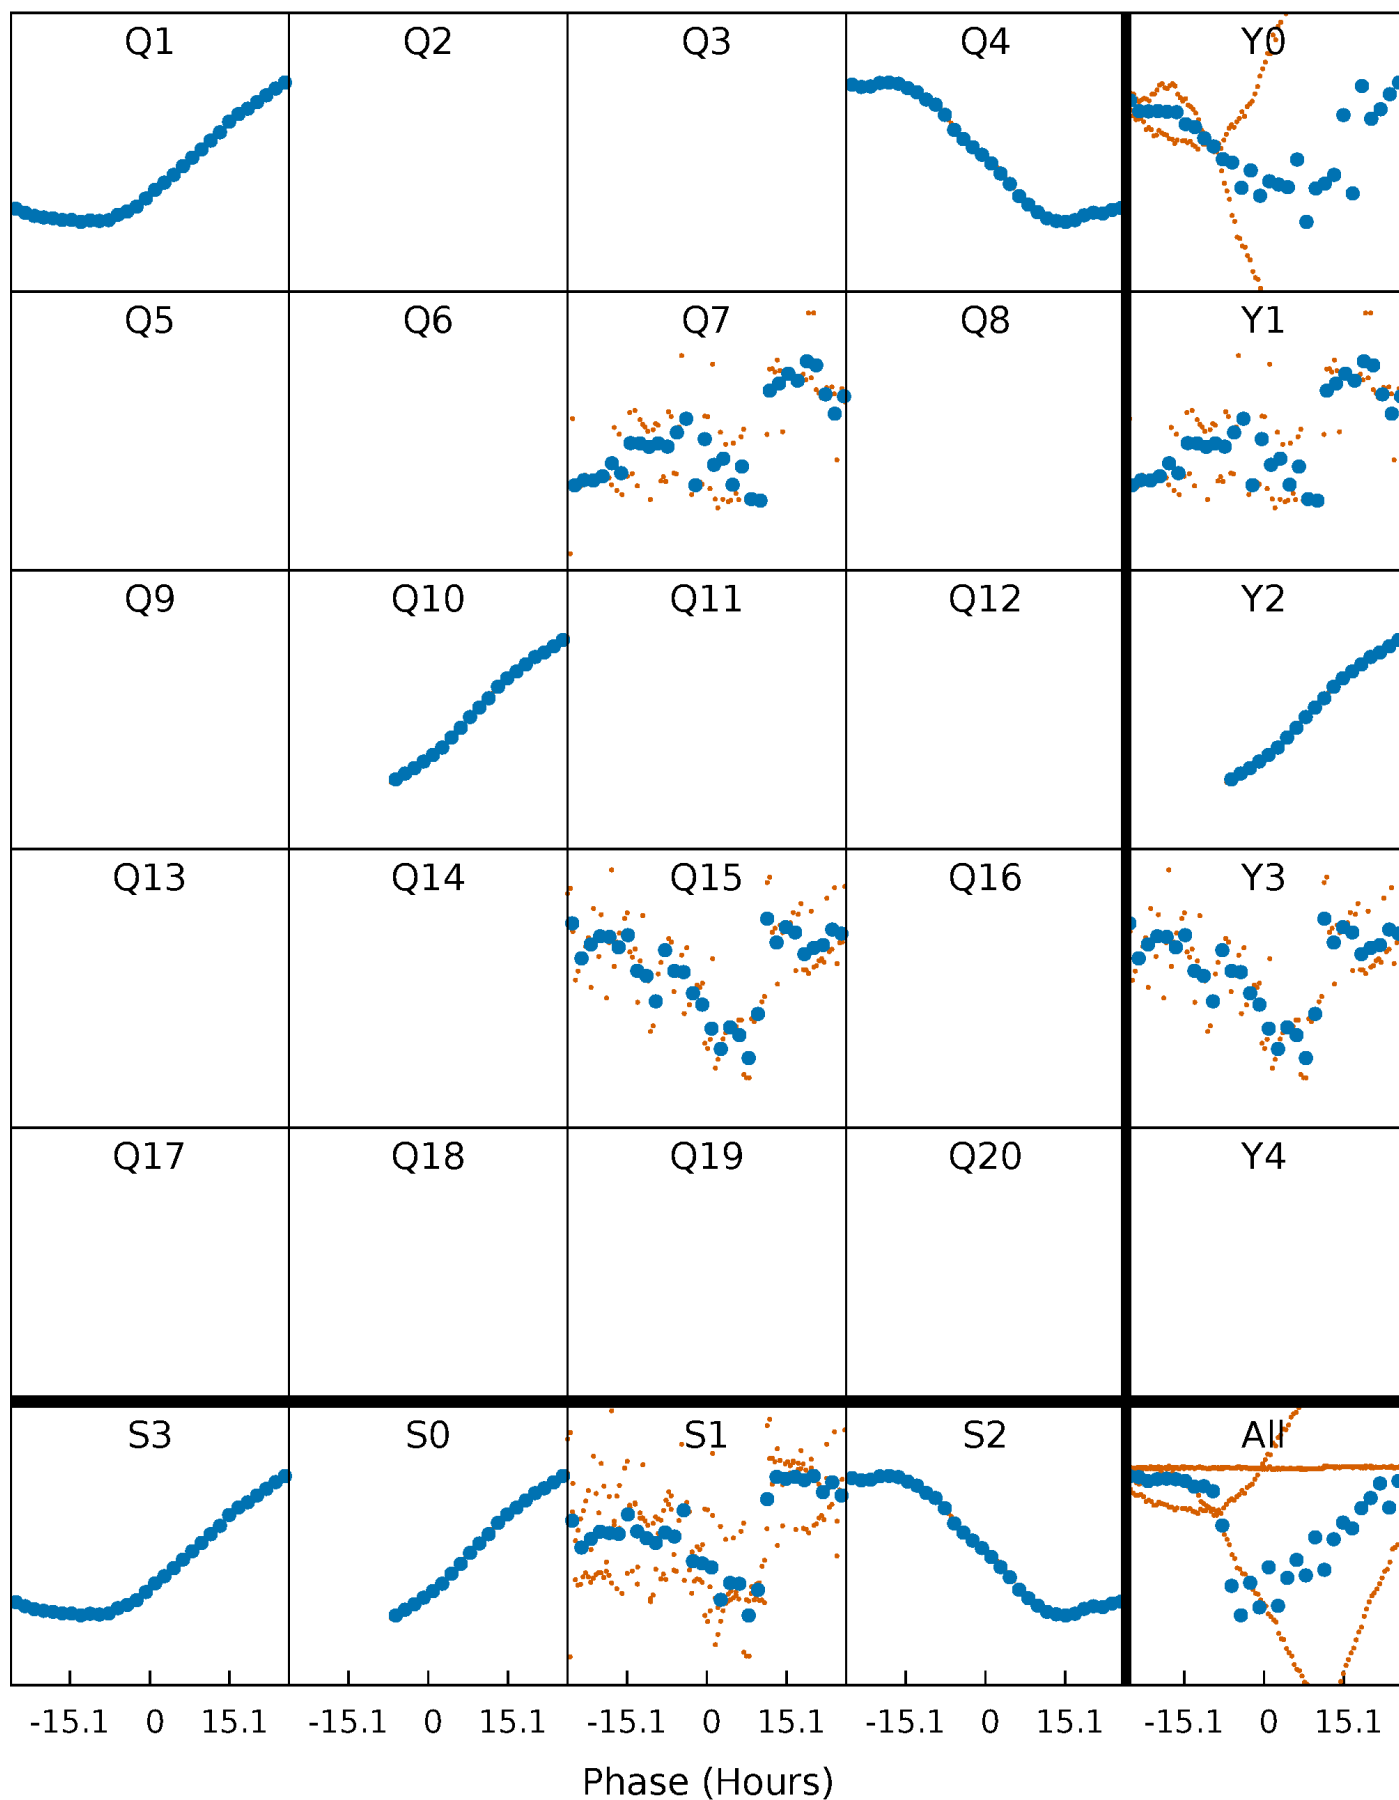 Q1 Q2 Q3 Q4 Y0
Q5 Q6 Q7 Q8 Y1
Q9 Q10 Q11 Q12 Y2
Q13 Q14 Q15 Q16 Y3
Q17 Q18 Q19 Q20 Y4
S3 S0 S1 S2 All
-15.1 0 15.1 -15.1 0 15.1 -15.1 0 15.1 -15.1 0 15.1 -15.1 0 15.1
Phase (Hours)